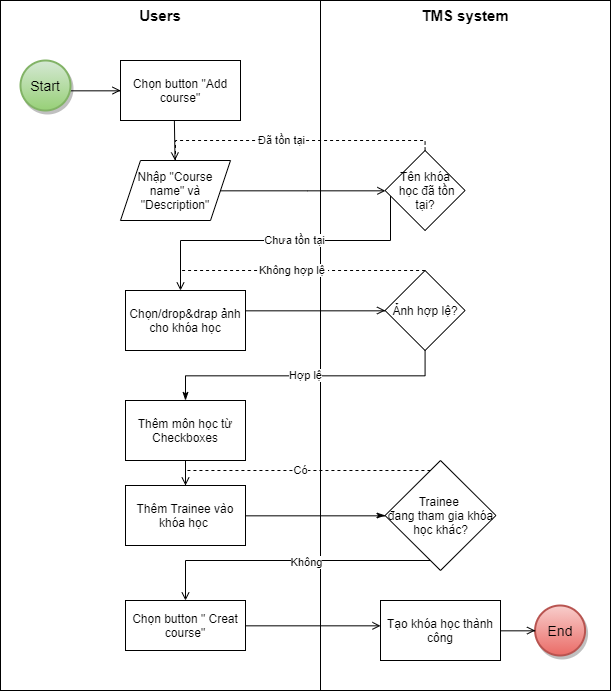 Users
TMS system
Start
Chọn button "Add
course"
Đã tồn tại
Nhập "Course
name" và
"Description"
Tên khóa
học đã tồn
tại?
Chưa tồn tại
Không hợp lệ
Chọn/drop&drap ảnh
cho khóa học
Ảnh hợp lệ?
Hợp lệ
Thêm môn học từ
Checkboxes
Có
Thêm Trainee vào
khóa học
Trainee
đang tham gia khóa
học khác?
Không
Chọn button " Creat
course"
Tạo khóa học thành
công
End